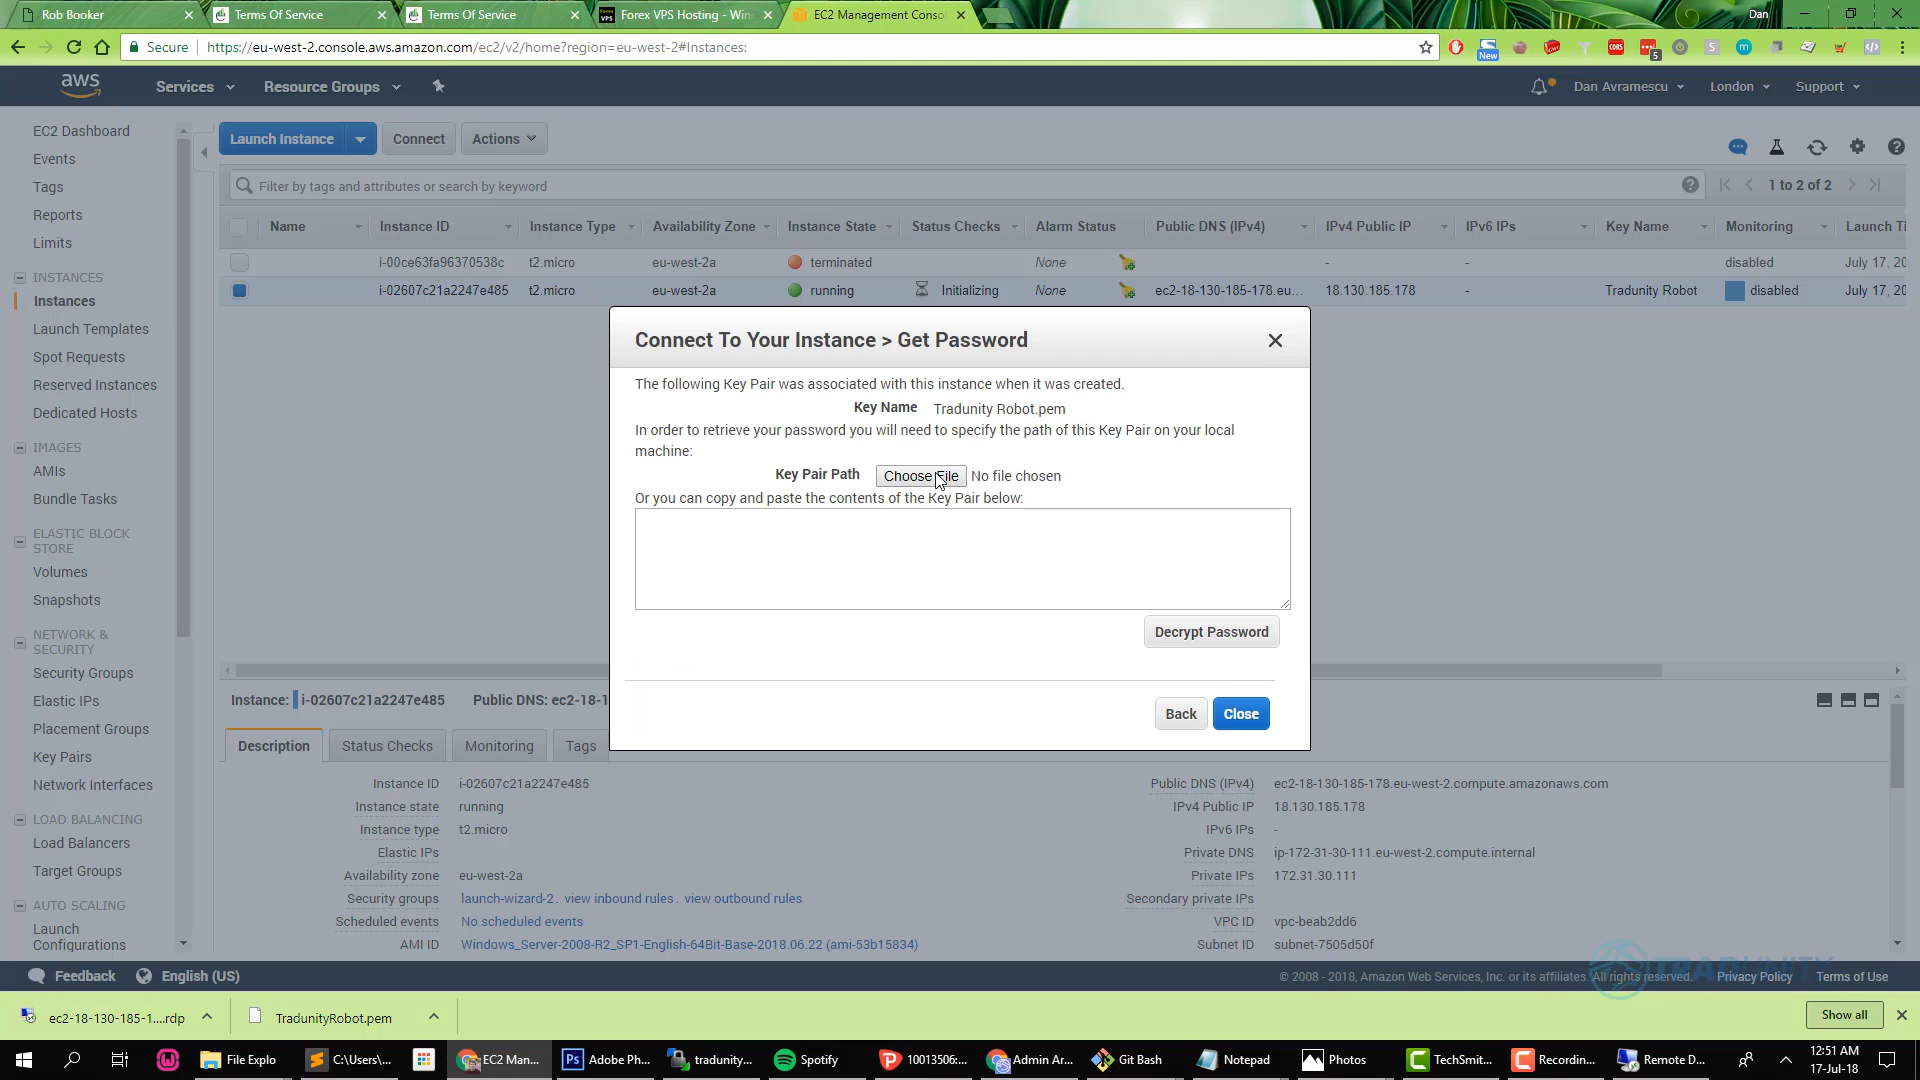 Rob Booker
Terms Of Service
Terms Of Service
Forex VPS Hosting - Win
EC2 Management Conso
Dan
Secure
https://eu-west-2.console.aws.amazon.com/ec2/v2/home?region=eu-west-2#Instances:
New
CORS
5
aws
Services
Resource Groups
Dan Avramescu
London
Support
EC2 Dashboard
Events
Tags
Reports
Limits
INSTANCES
Instances
Launch Templates
Spot Requests
Reserved Instances
Dedicated Hosts
IMAGES
AMIs
Bundle Tasks
ELASTIC BLOCK
STORE
Volumes
Snapshots
NETWORK &
SECURITY
Security Groups
Elastic IPs
Placement Groups
Key Pairs
Network Interfaces
LOAD BALANCING
Load Balancers
Target Groups
AUTO SCALING
Launch
Configurations
Launch Instance
Connect
Actions
Filter by tags and attributes or search by keyword
1 to 2 of 2
Name Instance ID Instance Type Availability Zone Instance State Status Checks Alarm Status Public DNS (IPv4) IPv4 Public IP IPv6 IPs Key Name Monitoring Launch Ti
i-00ce63fa96370538c t2.micro eu-west-2a terminated None - - disabled July 17, 20
i-02607c21a2247e485 t2.micro eu-west-2a running Initializing None ec2-18-130-185-178.eu... 18.130.185.178 - Tradunity Robot disabled July 17, 20
Connect To Your Instance > Get Password
The following Key Pair was associated with this instance when it was created.
Key Name Tradunity Robot.pem
In order to retrieve your password you will need to specify the path of this Key Pair on your local
machine:
Key Pair Path Choose File No file chosen
Or you can copy and paste the contents of the Key Pair below:
Decrypt Password
Back
Close
Instance: i-02607c21a2247e485 Public DNS: ec2-18-1
Description
Status Checks
Monitoring
Tags
Instance ID i-02607c21a2247e485
Instance state running
Instance type t2.micro
Elastic IPs
Availability zone eu-west-2a
Security groups launch-wizard-2. view inbound rules. view outbound rules
Scheduled events No scheduled events
AMI ID Windows_Server-2008-R2_SP1-English-64Bit-Base-2018.06.22 (ami-53b15834)
Public DNS (IPv4) ec2-18-130-185-178.eu-west-2.compute.amazonaws.com
IPv4 Public IP 18.130.185.178
IPv6 IPs -
Private DNS ip-172-31-30-111.eu-west-2.compute.internal
Private IPs 172.31.30.111
Secondary private IPs
VPC ID vpc-beab2dd6
Subnet ID subnet-7505d50f
TRADUNITY
Feedback
English (US)
© 2008 - 2018, Amazon Web Services, Inc. or its affiliates. All rights reserved.
Privacy Policy
Terms of Use
ec2-18-130-185-1....rdp
TradunityRobot.pem
Show all
File Explo
C:\Users\...
EC2 Man...
Adobe Ph...
tradunity...
Spotify
10013506:...
Admin Ar...
Git Bash
Notepad
Photos
TechSmit...
Recordin...
Remote D...
12:51 AM
17-Jul-18